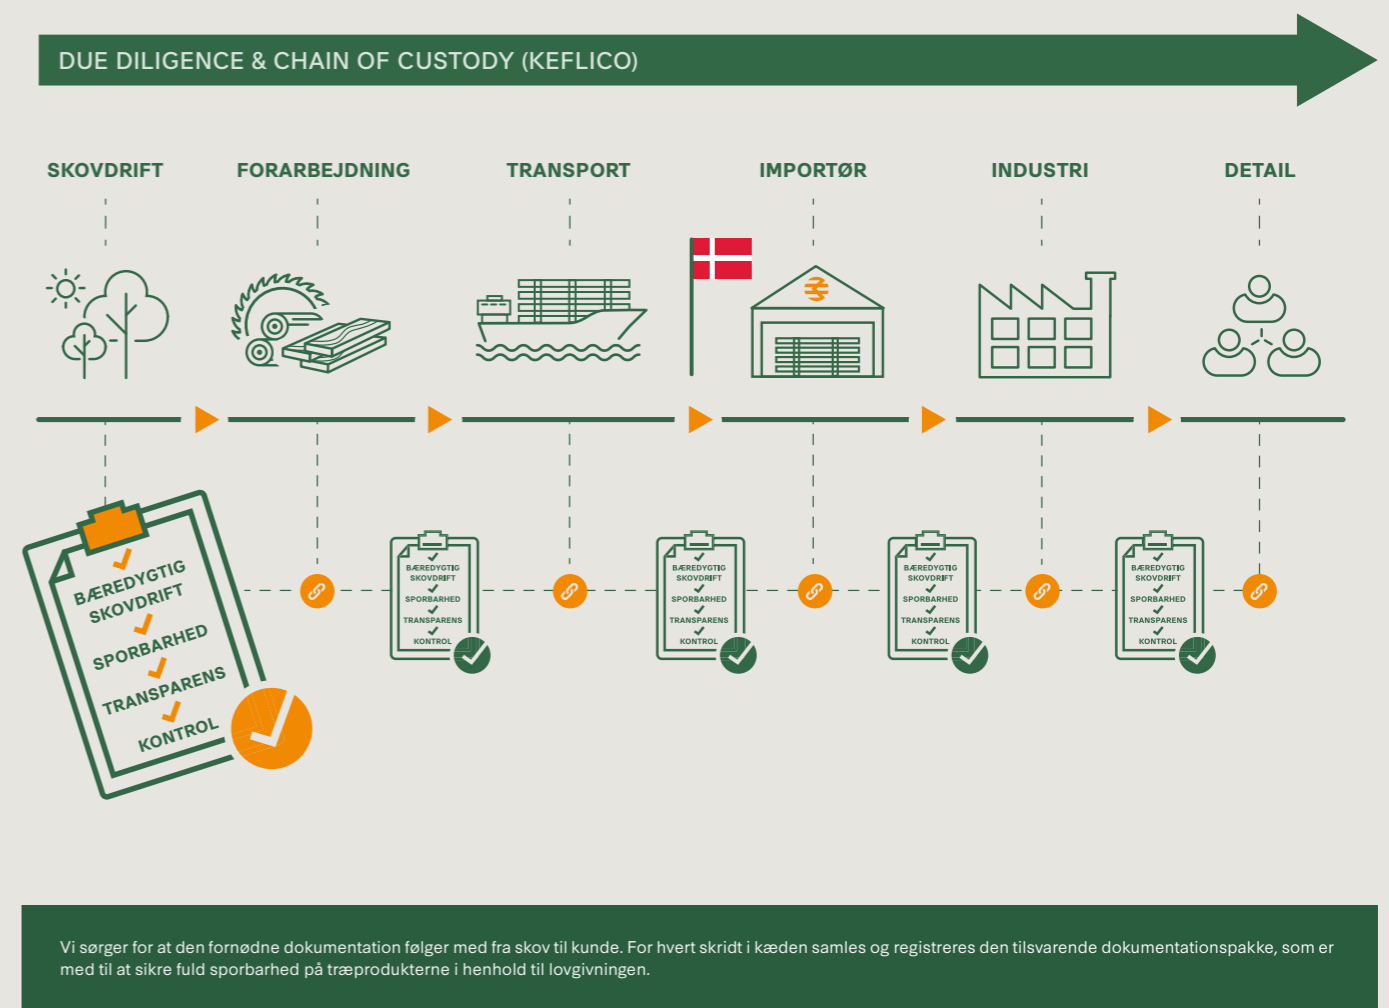 DUE DILIGENCE & CHAIN OF CUSTODY (KEFLICO)
SKOVDRIFT
FORARBEJDNING
TRANSPORT
IMPORTØR
INDUSTRI
DETAIL
BÆREDYGTIG
SKOVDRIFT
SPORBARHED
TRANSPARENS
KONTROL
BÆREDYGTIG
SKOVDRIFT
SPORBARHED
TRANSPARENS
KONTROL
BÆREDYGTIG
SKOVDRIFT
SPORBARHED
TRANSPARENS
KONTROL
BÆREDYGTIG
SKOVDRIFT
SPORBARHED
TRANSPARENS
KONTROL
BÆREDYGTIG
SKOVDRIFT
SPORBARHED
TRANSPARENS
KONTROL
Vi sørger for at den fornødne dokumentation følger med fra skov til kunde. For hvert skridt i kæden samles og registreres den tilsvarende dokumentationspakke, som er
med til at sikre fuld sporbarhed på træprodukterne i henhold til lovgivningen.